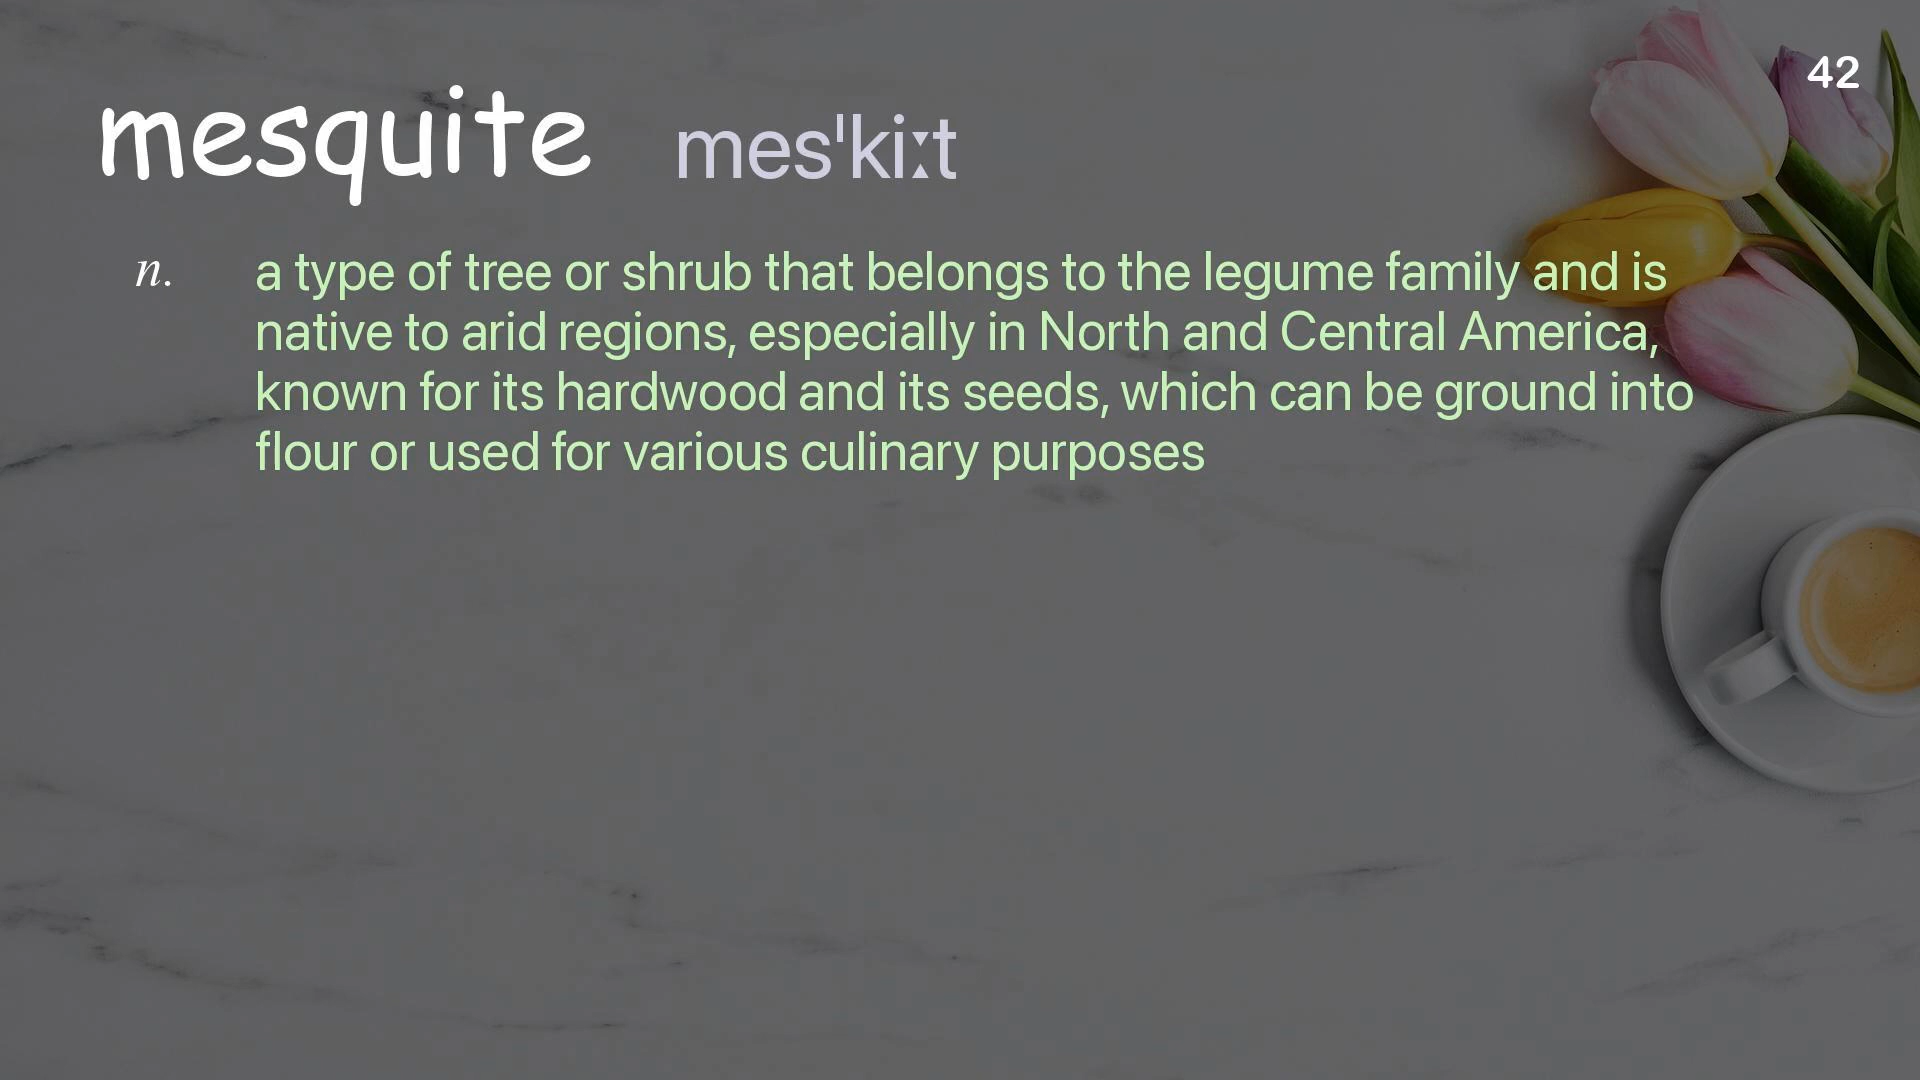 42
mesquite mesˈkiːt
n. a type of tree or shrub that belongs to the legume family and is
native to arid regions, especially in North and Central America,
known for its hardwood and its seeds, which can be ground into
flour or used for various culinary purposes